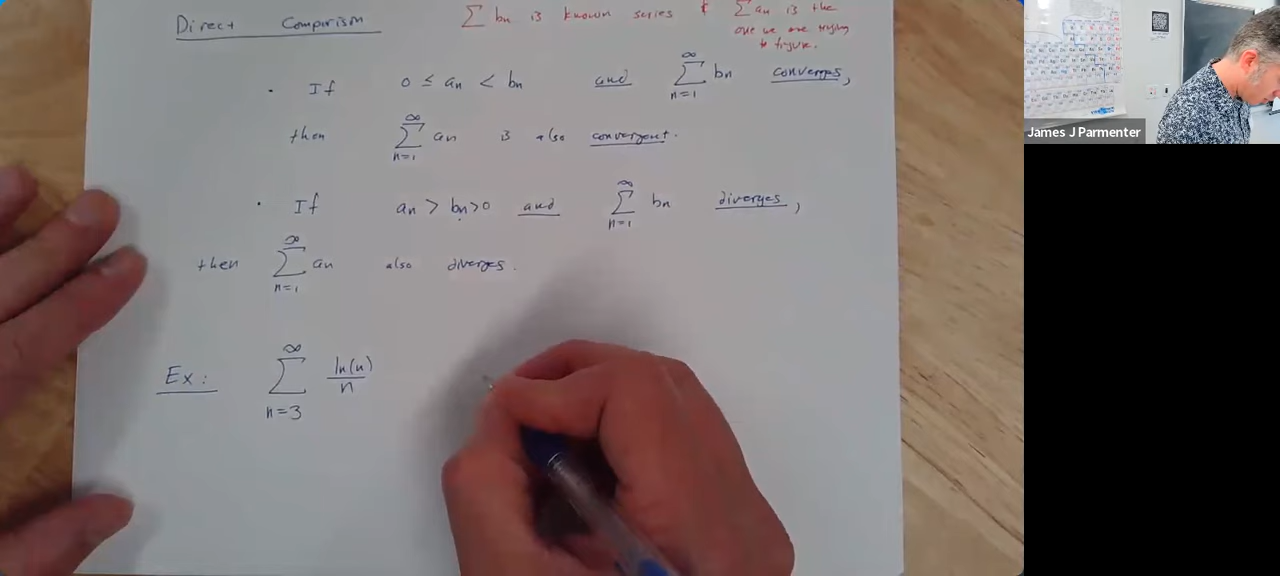 Direct Comparism
∑ bn is known series & ∑ an is the
one we are trying
to figure.
· If 0 ≤ an < bn and ∞∑n=1 bn converges,
then ∞∑n=1 an is also convergent.
· If an > bn > 0 and ∞∑n=1 bn diverges,
then ∞∑n=1 an also diverges.
Ex: ∞∑n=3 ln(n)/n
James J Parmenter